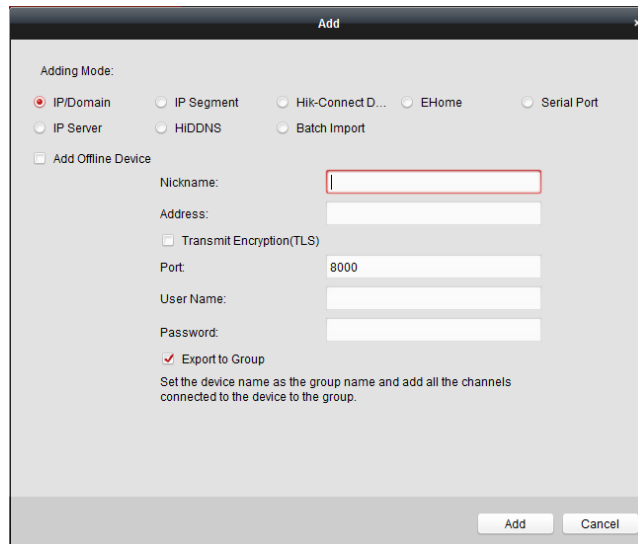 Add
Adding Mode:
IP/Domain IP Segment Hik-Connect D... EHome Serial Port
IP Server HiDDNS Batch Import
Add Offline Device
Nickname:
Address:
Transmit Encryption(TLS)
Port: 8000
User Name:
Password:
Export to Group
Set the device name as the group name and add all the channels
connected to the device to the group.
Add Cancel